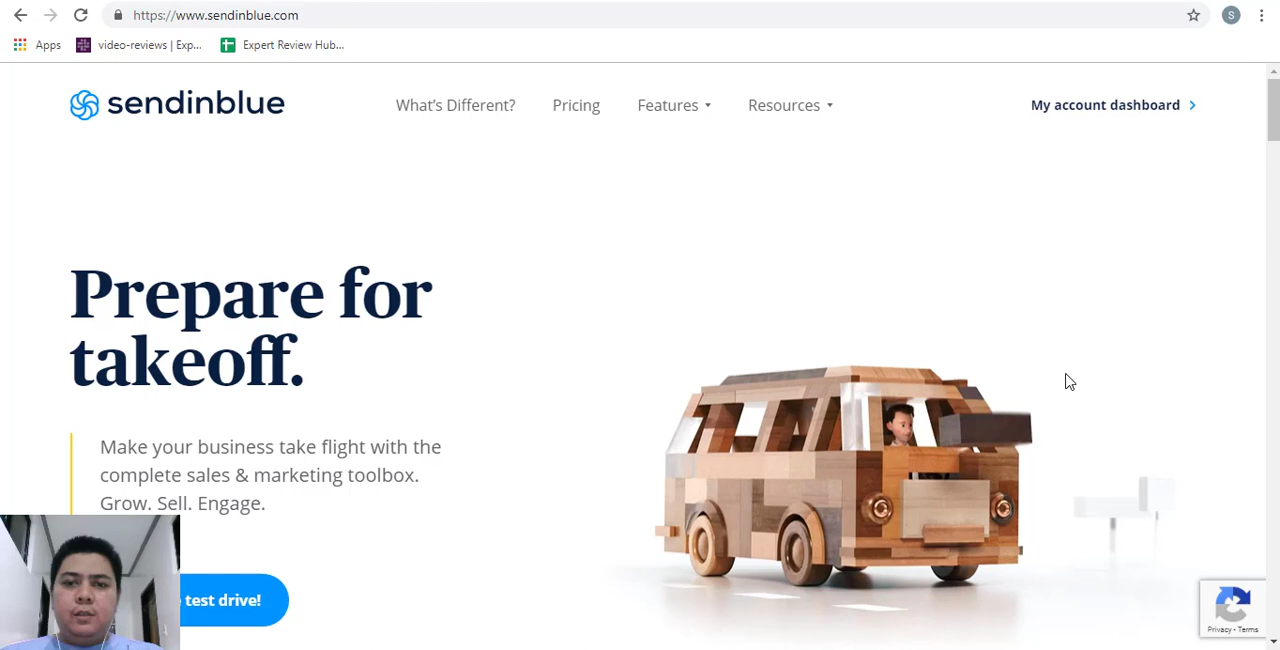 https://www.sendinblue.com
S
Apps
video-reviews | Exp...
Expert Review Hub...
sendinblue
What's Different?
Pricing
Features
Resources
My account dashboard
Prepare for
takeoff.
Make your business take flight with the
complete sales & marketing toolbox.
Grow. Sell. Engage.
test drive!
Privacy - Terms